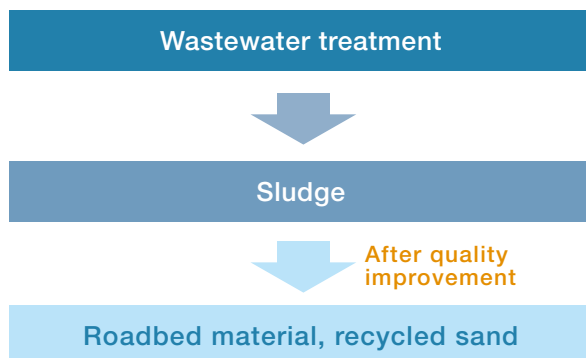 Wastewater treatment
Sludge
After quality
improvement
Roadbed material, recycled sand